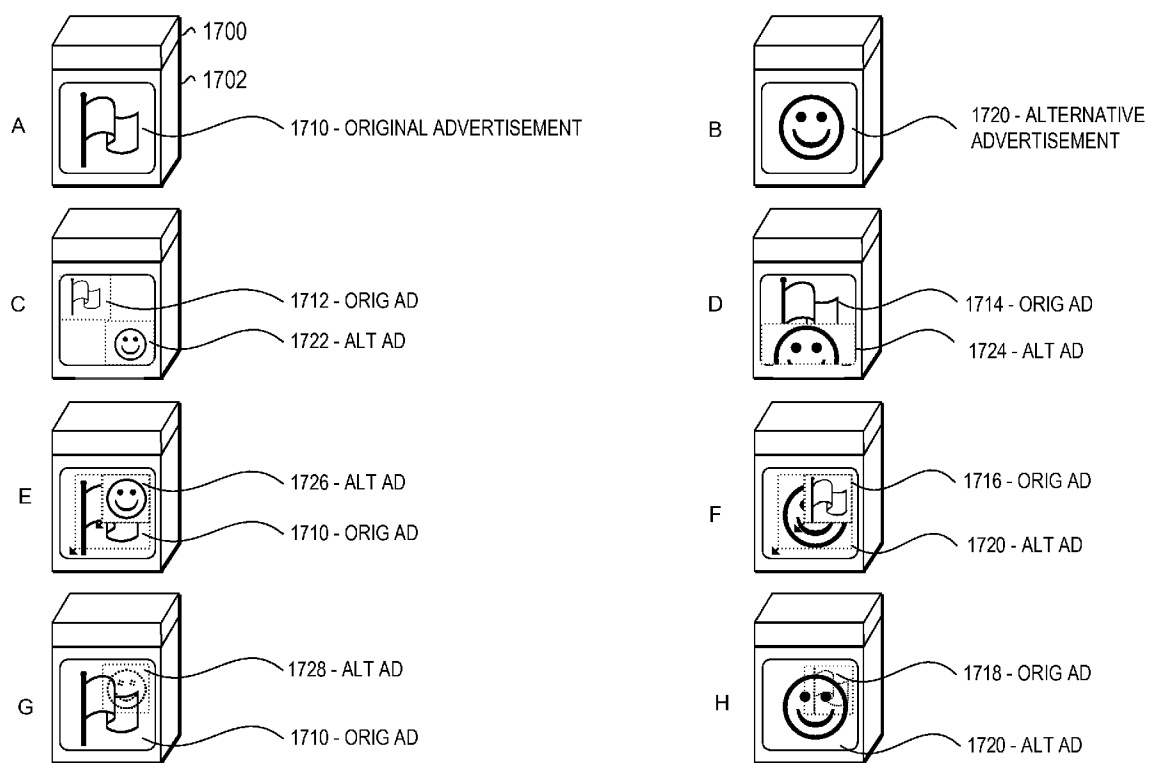 1700
1702
A
1710 - ORIGINAL ADVERTISEMENT
B
1720 - ALTERNATIVE
ADVERTISEMENT
C
1712 - ORIG AD
1722 - ALT AD
D
1714 - ORIG AD
1724 - ALT AD
E
1726 - ALT AD
1710 - ORIG AD
F
1716 - ORIG AD
1720 - ALT AD
G
1728 - ALT AD
1710 - ORIG AD
H
1718 - ORIG AD
1720 - ALT AD